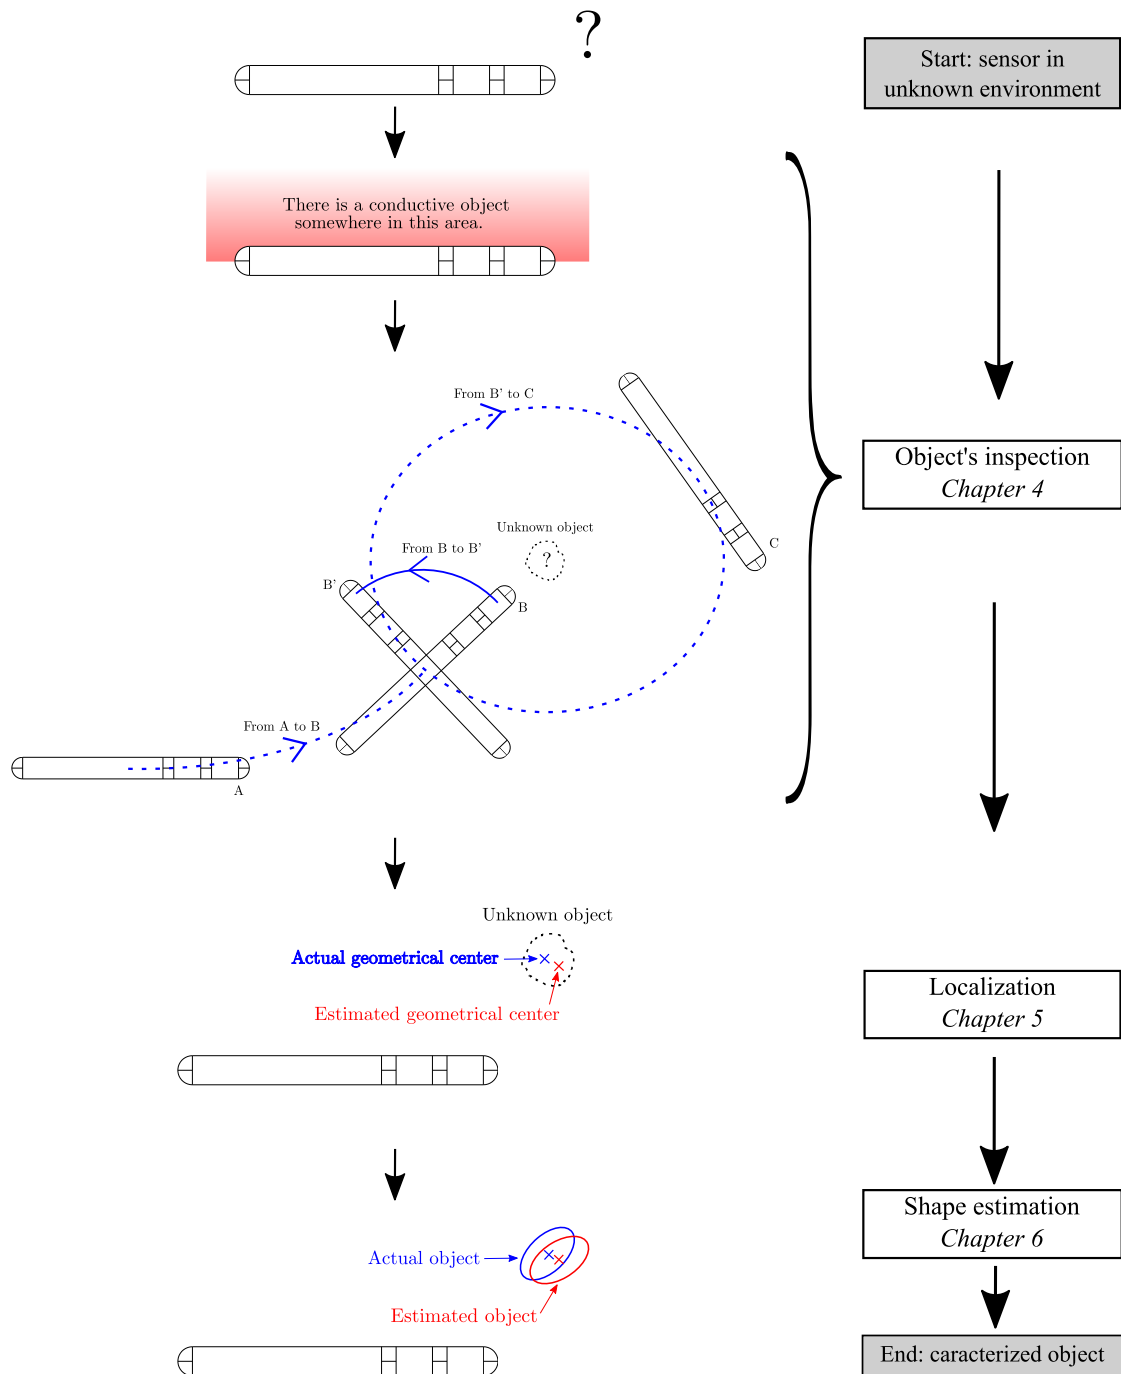 ?
Start: sensor in
unknown environment
There is a conductive object
somewhere in this area.
From B' to C
Object's inspection
Chapter 4
Unknown object
?
C
From B to B'
B'
B
From A to B
A
Unknown object
Actual geometrical center
Estimated geometrical center
Localization
Chapter 5
Shape estimation
Chapter 6
Actual object
Estimated object
End: caracterized object